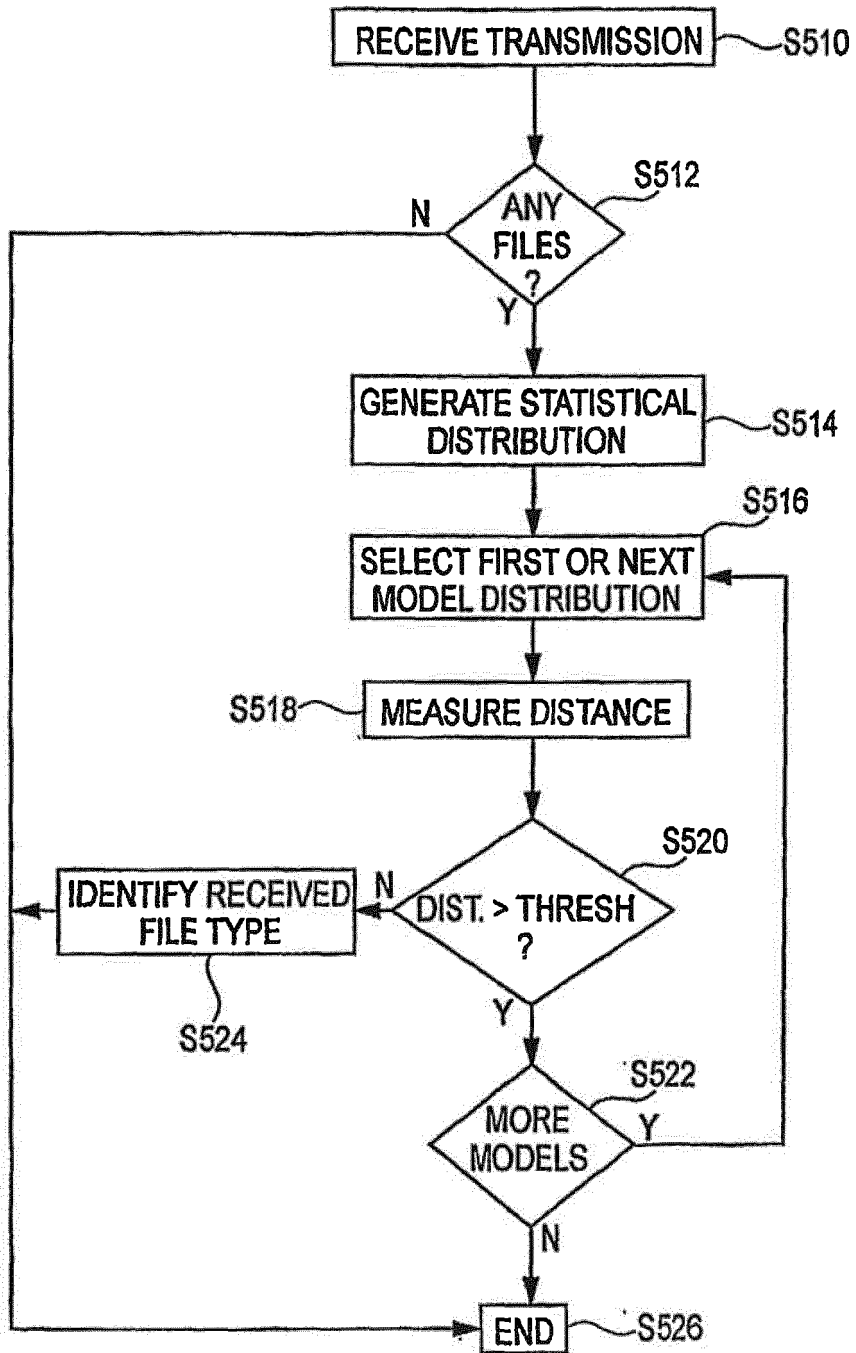 RECEIVE TRANSMISSION
S510
S512
N
ANY
FILES
?
Y
GENERATE STATISTICAL
DISTRIBUTION
S514
S516
SELECT FIRST OR NEXT
MODEL DISTRIBUTION
S518
MEASURE DISTANCE
S520
IDENTIFY RECEIVED
FILE TYPE
N
DIST. > THRESH
?
S524
Y
S522
MORE
MODELS
Y
N
END
S526